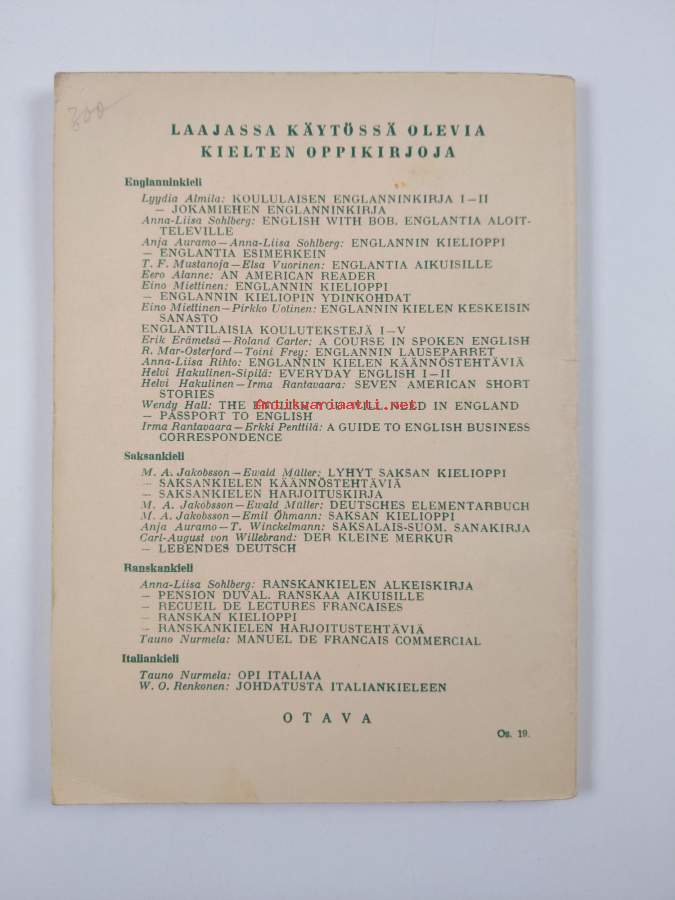 300
LAAJASSA KÄYTÖSSÄ OLEVIA
KIELTEN OPPIKIRJOJA
Englanninkieli
Lyydia Almila: KOULULAISEN ENGLANNINKIRJA I–II
– JOKAMIEHEN ENGLANNINKIRJA
Anna-Liisa Sohlberg: ENGLISH WITH BOB. ENGLANTIA ALOIT-
TELEVILLE
Anja Auramo–Anna-Liisa Sohlberg: ENGLANNIN KIELIOPPI
– ENGLANTIA ESIMERKEIN
T. F. Mustanoja–Elsa Vuorinen: ENGLANTIA AIKUISILLE
Eero Alanne: AN AMERICAN READER
Eino Miettinen: ENGLANNIN KIELIOPPI
– ENGLANNIN KIELIOPIN YDINKOHDAT
Eino Miettinen–Pirkko Uotinen: ENGLANNIN KIELEN KESKEISIN
SANASTO
ENGLANTILAISIA KOULUTEKSTEJÄ I–V
Erik Erämetsä–Roland Carter: A COURSE IN SPOKEN ENGLISH
R. Mar-Osterford–Toini Frey: ENGLANNIN LAUSEPARRET
Anna-Liisa Rihto: ENGLANNIN KIELEN KÄÄNNÖSTEHTÄVIÄ
Helvi Hakulinen-Sipilä: EVERYDAY ENGLISH I–II
Helvi Hakulinen–Irma Rantavaara: SEVEN AMERICAN SHORT
STORIES
Wendy Hall: THE ENGLISH YOU WILL NEED IN ENGLAND
– PASSPORT TO ENGLISH
Irma Rantavaara–Erkki Penttilä: A GUIDE TO ENGLISH BUSINESS
CORRESPONDENCE
Saksankieli
M. A. Jakobsson–Ewald Müller: LYHYT SAKSAN KIELIOPPI
– SAKSANKIELEN KÄÄNNÖSTEHTÄVIÄ
– SAKSANKIELEN HARJOITUSKIRJA
M. A. Jakobsson–Ewald Müller: DEUTSCHES ELEMENTARBUCH
M. A. Jakobsson–Emil Öhmann: SAKSAN KIELIOPPI
Anja Auramo–T. Winckelmann: SAKSALAIS-SUOM. SANAKIRJA
Carl-August von Willebrand: DER KLEINE MERKUR
– LEBENDES DEUTSCH
Ranskankieli
Anna-Liisa Sohlberg: RANSKANKIELEN ALKEISKIRJA
– PENSION DUVAL. RANSKAA AIKUISILLE
– RECUEIL DE LECTURES FRANCAISES
– RANSKAN KIELIOPPI
– RANSKANKIELEN HARJOITUSTEHTÄVIÄ
Tauno Nurmela: MANUEL DE FRANCAIS COMMERCIAL
Italiankieli
Tauno Nurmela: OPI ITALIAA
W. O. Renkonen: JOHDATUSTA ITALIANKIELEEN
OTAVA
Os. 19.